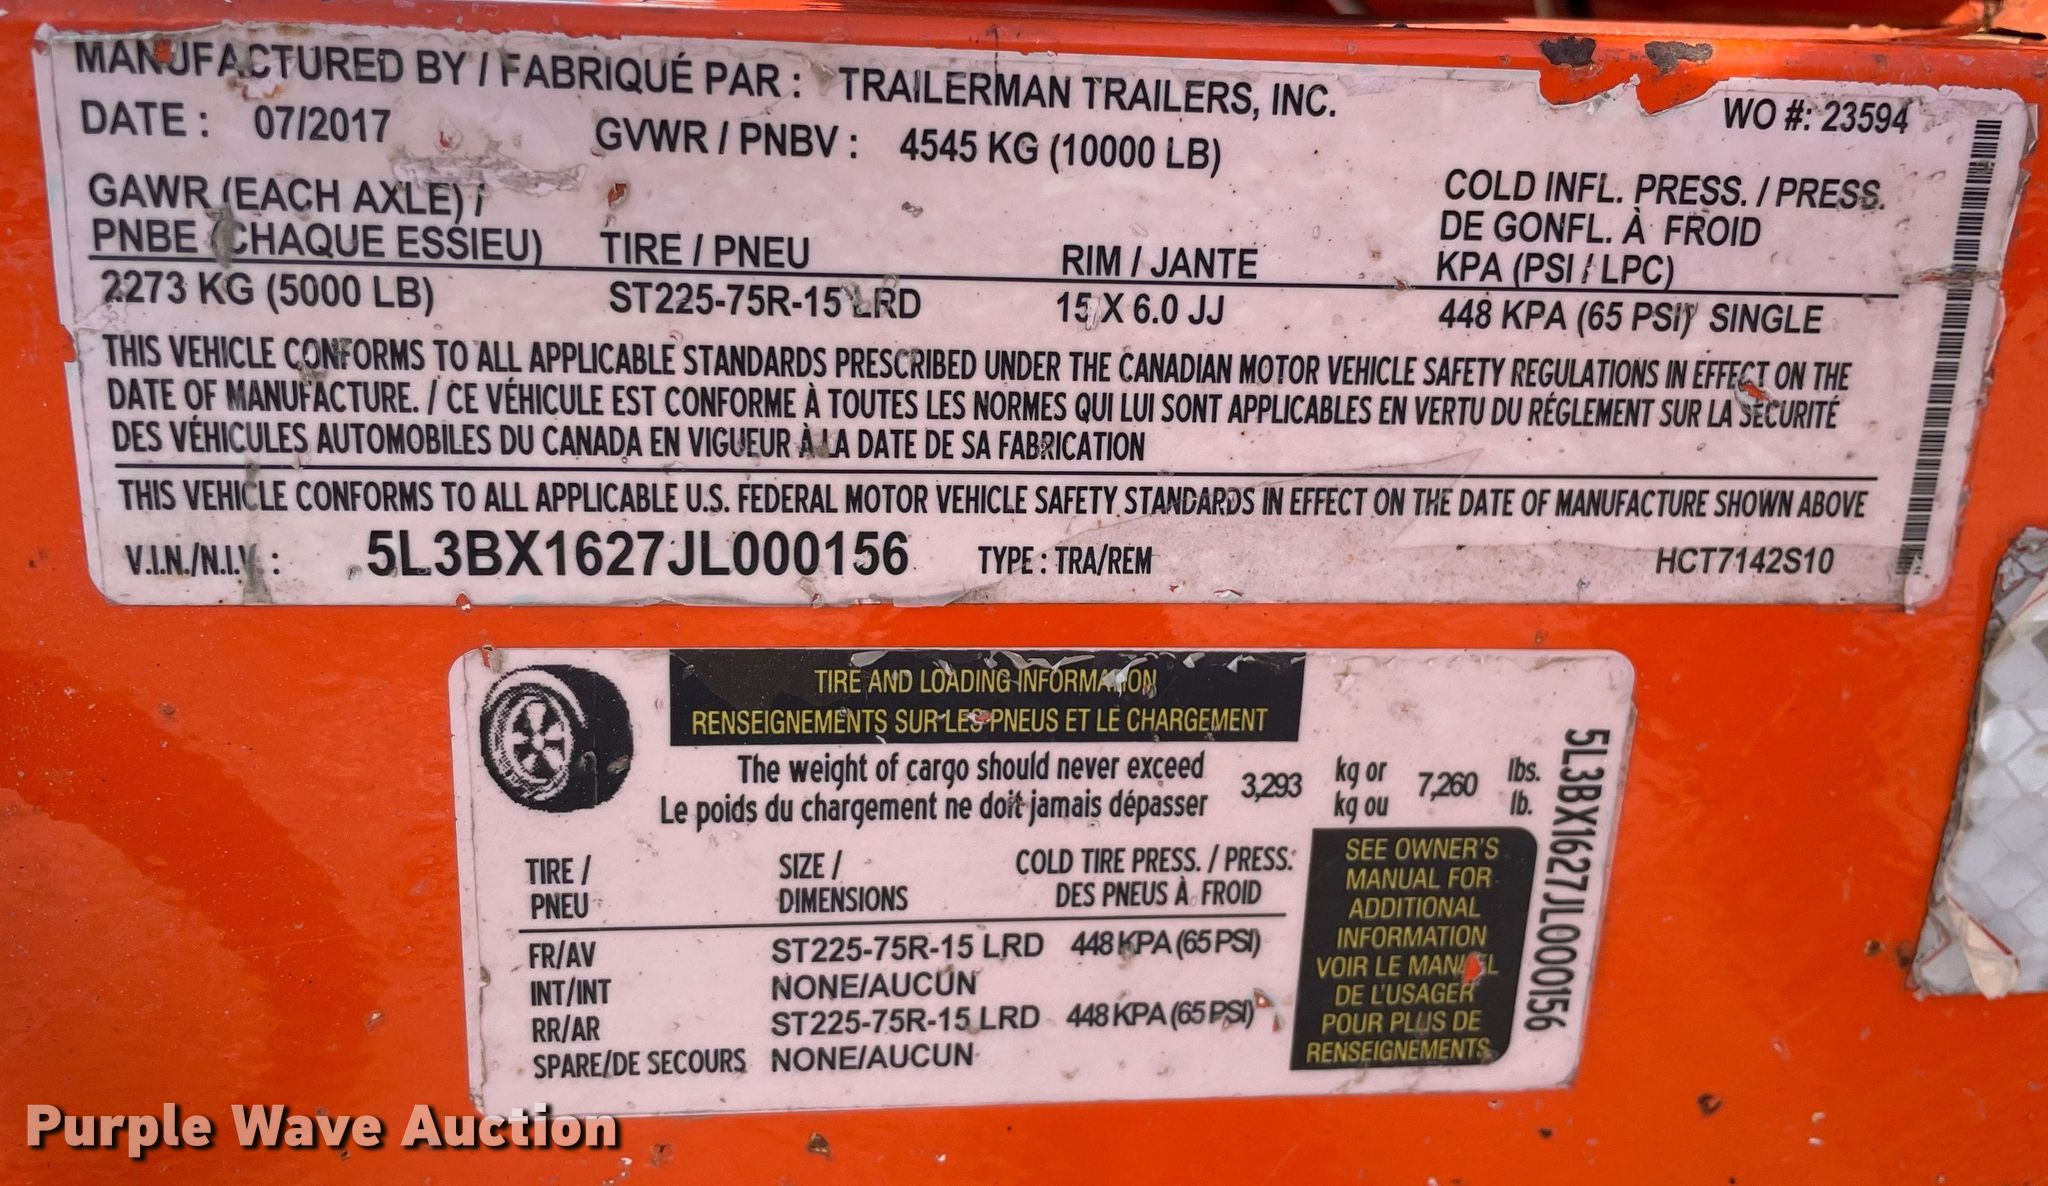 MANUFACTURED BY / FABRIQUÉ PAR : TRAILERMAN TRAILERS, INC.
DATE : 07/2017 GVWR / PNBV : 4545 KG (10000 LB) WO #: 23594
GAWR (EACH AXLE) /
PNBE (CHAQUE ESSIEU) TIRE / PNEU RIM / JANTE COLD INFL. PRESS. / PRESS.
DE GONFL. À FROID
KPA (PSI / LPC)
2273 KG (5000 LB) ST225-75R-15 LRD 15 X 6.0 JJ 448 KPA (65 PSI) SINGLE
THIS VEHICLE CONFORMS TO ALL APPLICABLE STANDARDS PRESCRIBED UNDER THE CANADIAN MOTOR VEHICLE SAFETY REGULATIONS IN EFFECT ON THE
DATE OF MANUFACTURE. / CE VÉHICULE EST CONFORME À TOUTES LES NORMES QUI LUI SONT APPLICABLES EN VERTU DU RÉGLEMENT SUR LA SÉCURITÉ
DES VÉHICULES AUTOMOBILES DU CANADA EN VIGUEUR À LA DATE DE SA FABRICATION
THIS VEHICLE CONFORMS TO ALL APPLICABLE U.S. FEDERAL MOTOR VEHICLE SAFETY STANDARDS IN EFFECT ON THE DATE OF MANUFACTURE SHOWN ABOVE
V.I.N./N.I.V. : 5L3BX1627JL000156 TYPE : TRA/REM HCT7142S10
TIRE AND LOADING INFORMATION
RENSEIGNEMENTS SUR LES PNEUS ET LE CHARGEMENT
The weight of cargo should never exceed 3,293 kg or 7,260 lbs.
Le poids du chargement ne doit jamais dépasser kg ou lb.
TIRE / SIZE / COLD TIRE PRESS. / PRESS.
PNEU DIMENSIONS DES PNEUS À FROID
FR/AV ST225-75R-15 LRD 448 KPA (65 PSI)
INT/INT NONE/AUCUN
RR/AR ST225-75R-15 LRD 448 KPA (65 PSI)
SPARE/DE SECOURS NONE/AUCUN
SEE OWNER'S
MANUAL FOR
ADDITIONAL
INFORMATION
VOIR LE MANUEL
DE L'USAGER
POUR PLUS DE
RENSEIGNEMENTS
5L3BX1627JL000156
Purple Wave Auction